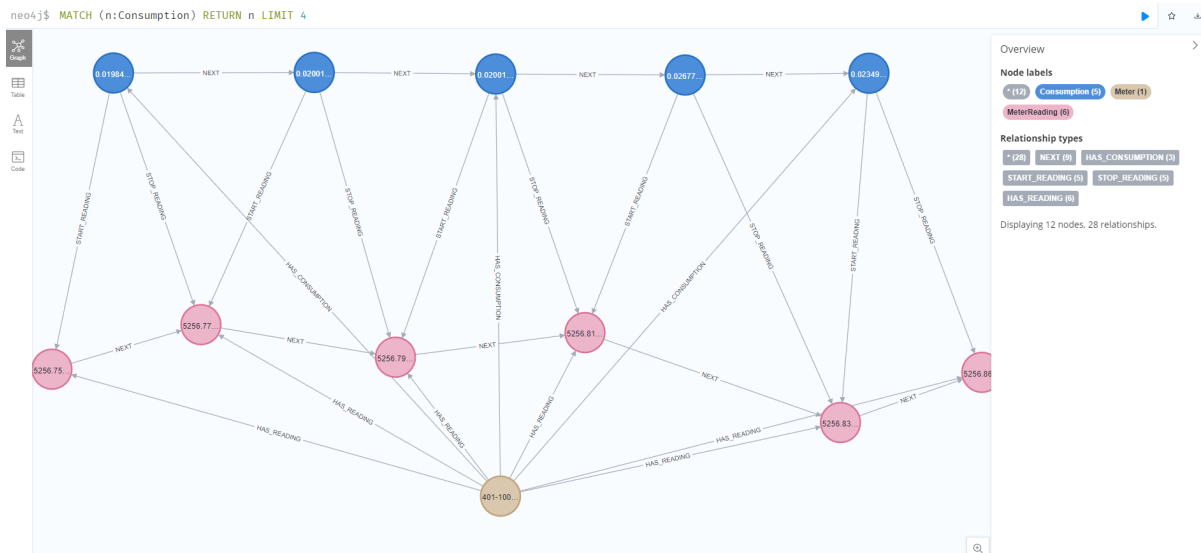 neo4j$ MATCH (n:Consumption) RETURN n LIMIT 4
Graph
Table
Text
Code
0.01984...
NEXT
0.02001...
NEXT
0.02001...
NEXT
0.02677...
NEXT
0.02349...
START_READING
STOP_READING
START_READING
STOP_READING
START_READING
STOP_READING
START_READING
STOP_READING
START_READING
STOP_READING
HAS_CONSUMPTION
HAS_CONSUMPTION
HAS_CONSUMPTION
5256.75...
NEXT
5256.77...
NEXT
5256.79...
NEXT
5256.81...
NEXT
5256.83...
NEXT
5256.86
HAS_READING
HAS_READING
HAS_READING
HAS_READING
HAS_READING
HAS_READING
401-100...
Overview
Node labels
* (12) Consumption (5) Meter (1)
MeterReading (6)
Relationship types
* (28) NEXT (9) HAS_CONSUMPTION (3)
START_READING (5) STOP_READING (5)
HAS_READING (6)
Displaying 12 nodes, 28 relationships.